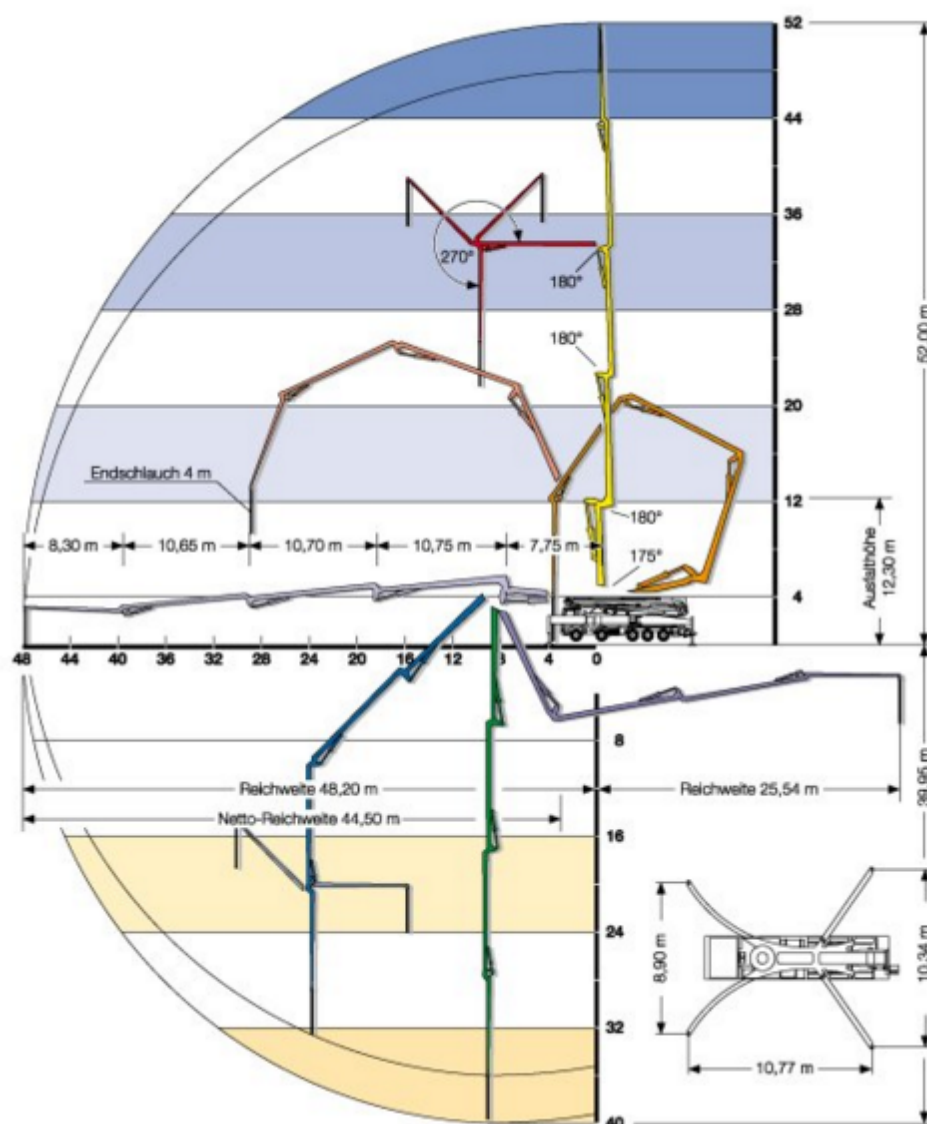 52
44
36
270°
180°
28
52,00 m
180°
20
Endschlauch 4 m
12
180°
8,30 m
10,65 m
10,70 m
10,75 m
7,75 m
175°
Ausfalthöhe
12,30 m
4
48
44
40
36
32
28
24
20
16
12
8
4
0
8
Reichweite 48,20 m
Reichweite 25,54 m
39,95 m
Netto-Reichweite 44,50 m
16
24
8,90 m
10,34 m
32
10,77 m
40